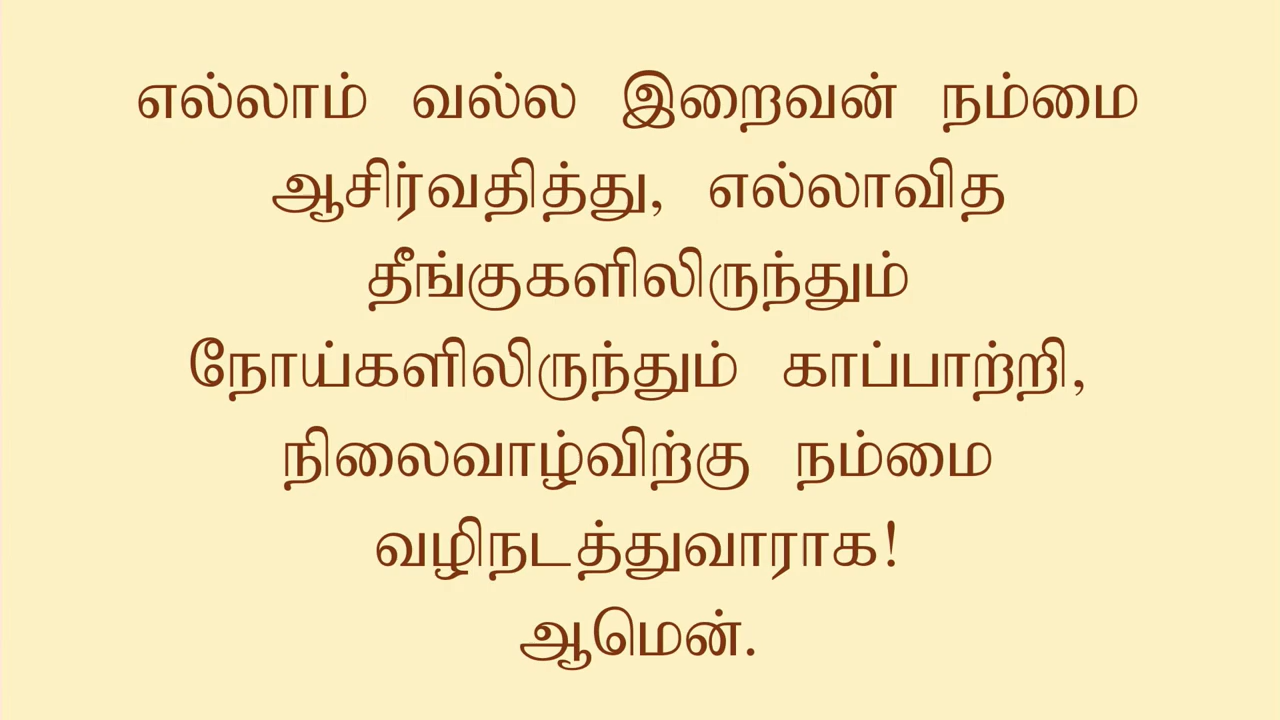 எல்லாம் வல்ல இறைவன் நம்மை
ஆசிர்வதித்து, எல்லாவித
தீங்குகளிலிருந்தும்
நோய்களிலிருந்தும் காப்பாற்றி,
நிலைவாழ்விற்கு நம்மை
வழிநடத்துவாராக!
ஆமென்.